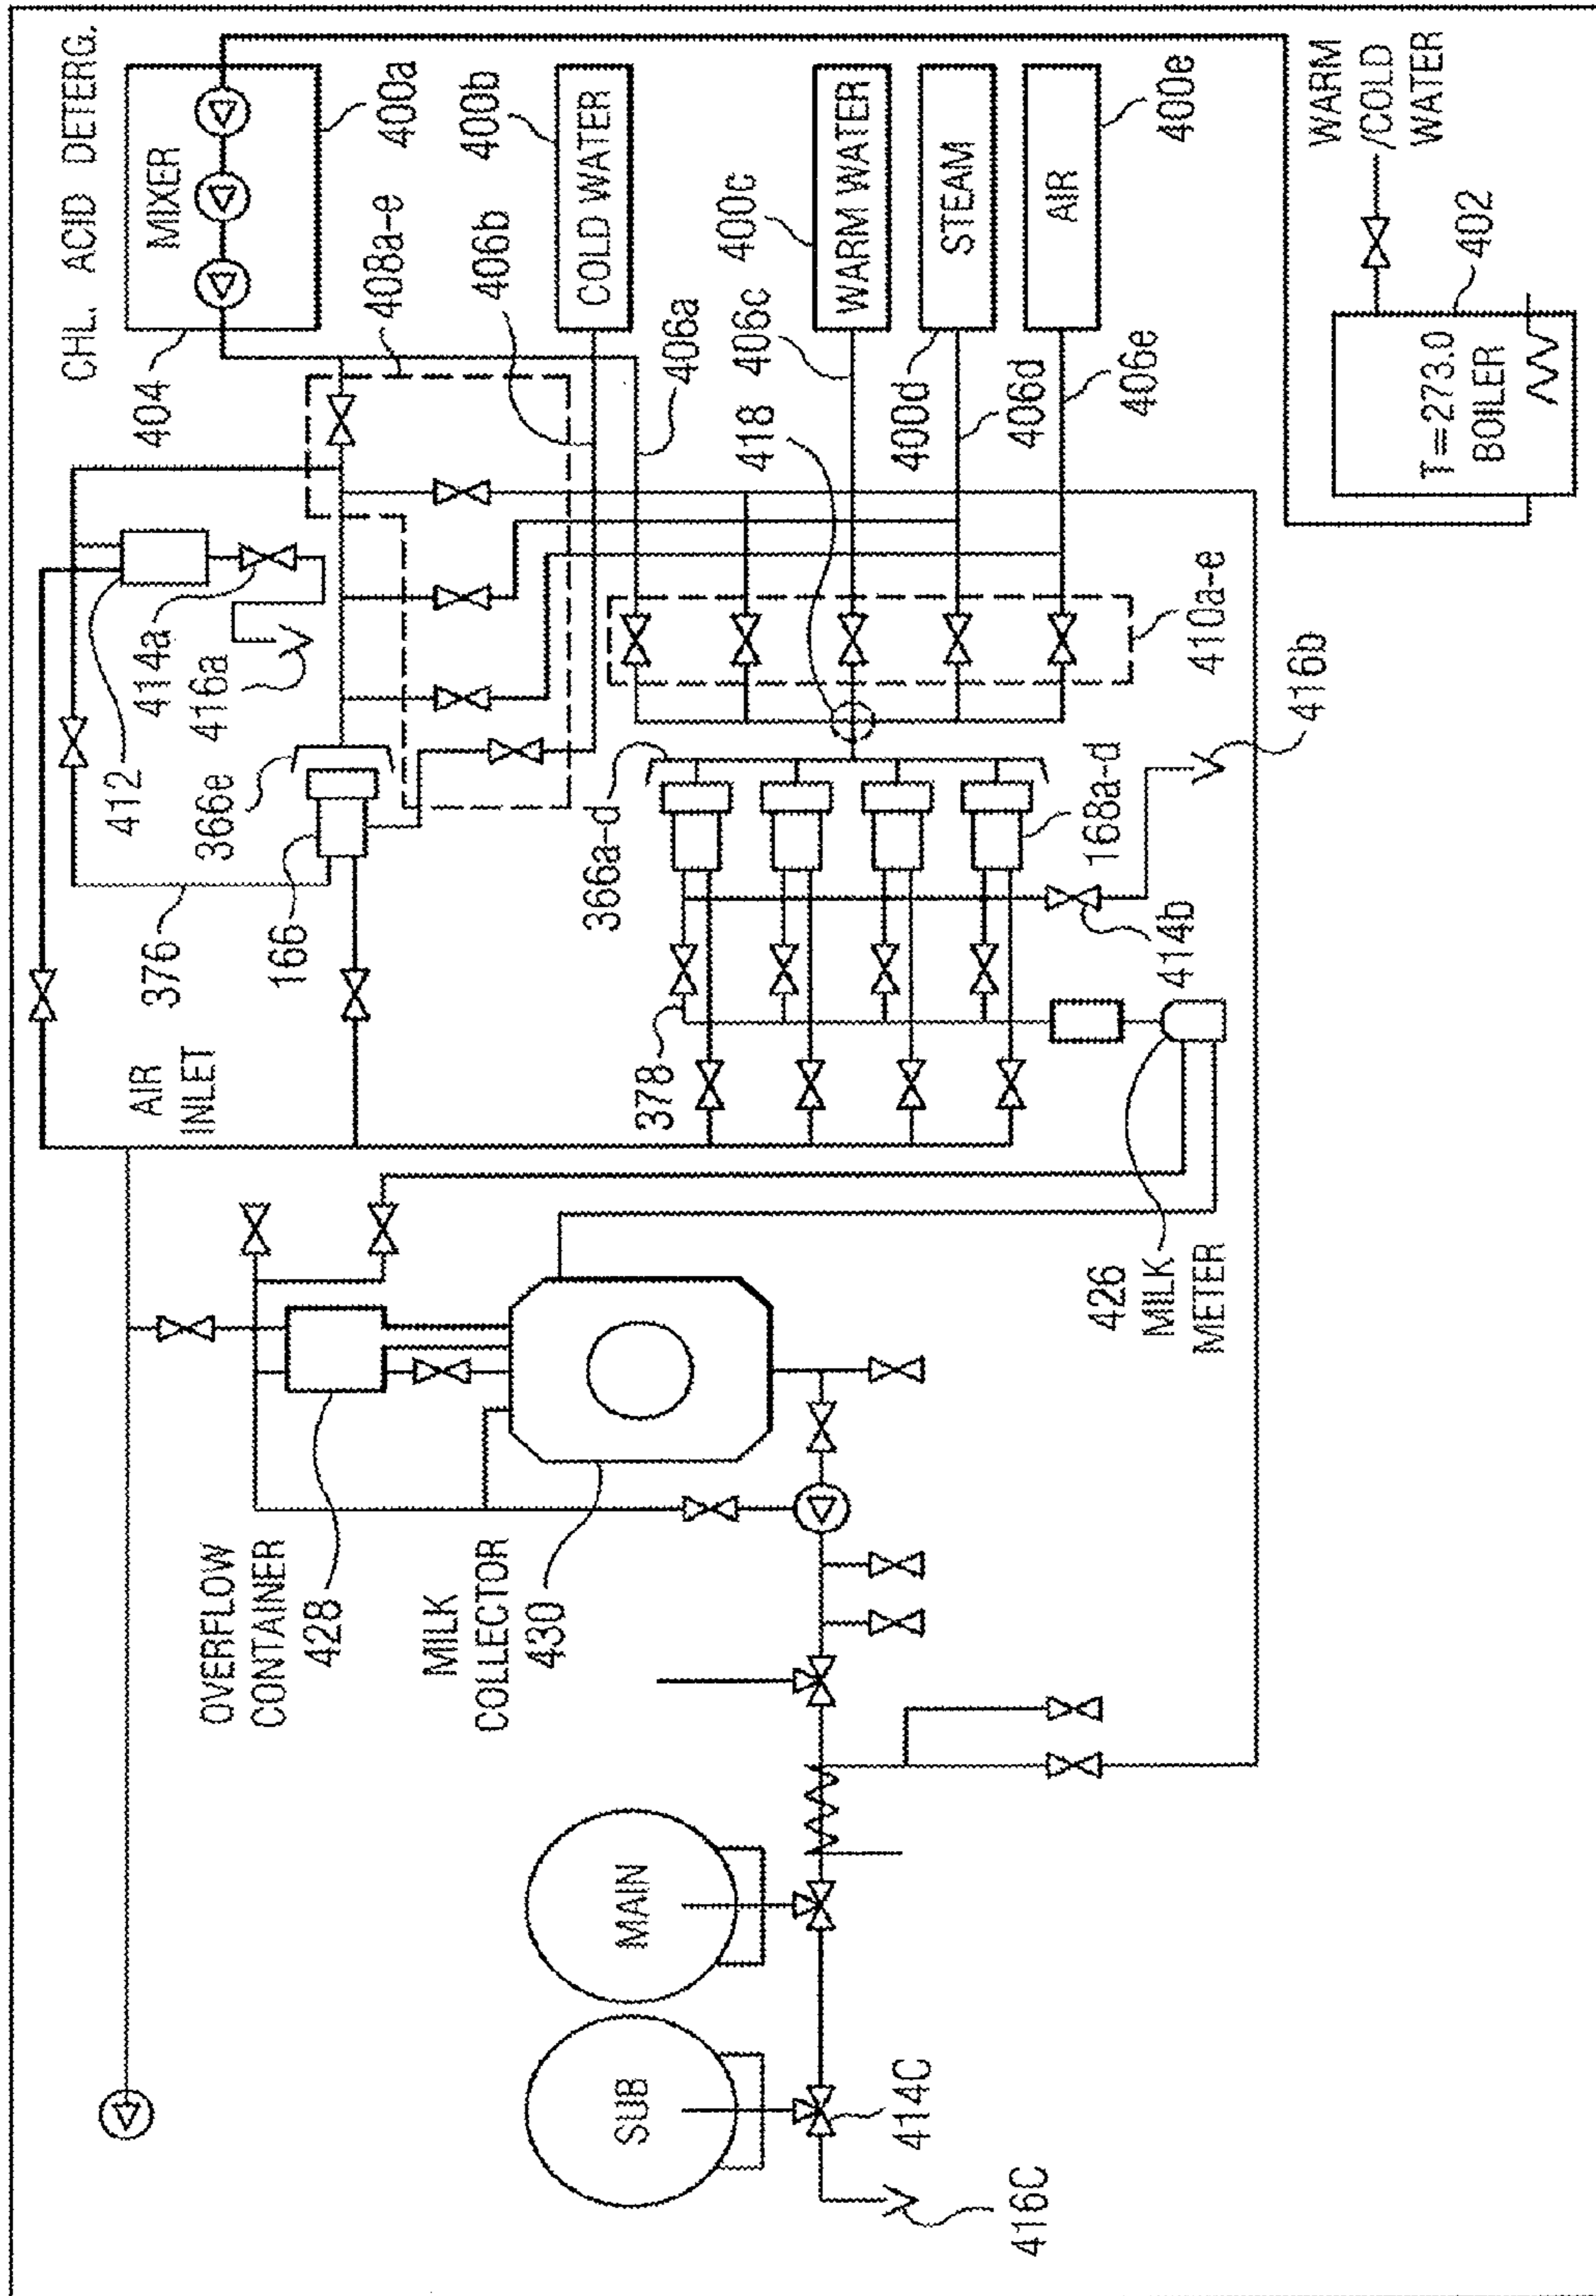 CHL. ACID DETERG.
MIXER
404
400a
408a-e
400b
COLD WATER
406b
406a
400c
WARM WATER
406c
418
STEAM
400d
406d
AIR
400e
406e
WARM
/COLD
WATER
402
T=273.0
BOILER
410a-e
416b
414a
416a
412
366e
376
166
366a-d
168a-d
414b
378
AIR
INLET
426
MILK
METER
OVERFLOW
CONTAINER
428
MILK
COLLECTOR
430
MAIN
SUB
414C
416C